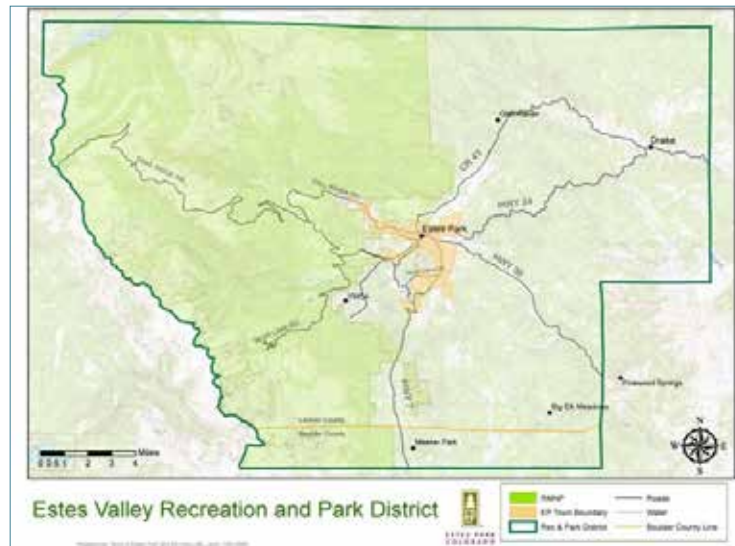 Glen Haven
Drake
CR 43
HWY 34
Estes Park
HWY 36
HWY 7
Pinewood Springs
Big Elk Meadows
Larimer County
Boulder County
Meeker Park
N
W E
S
Miles
0 0.5 1 2 3 4
Estes Valley Recreation and Park District
ESTES PARK
COLORADO
RMNP
EP Town Boundary
Rec & Park District
Roads
Water
Boulder County Line